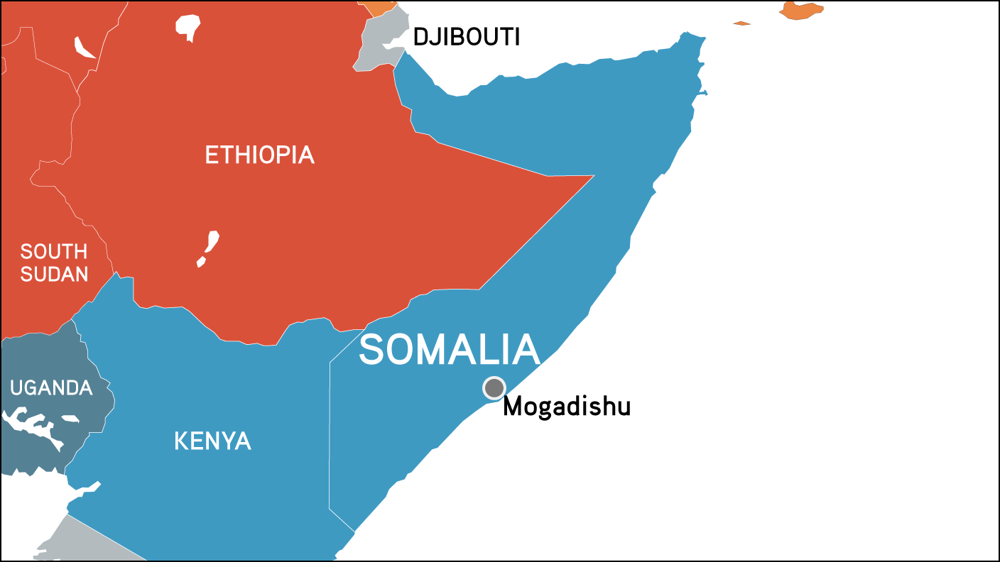 DJIBOUTI
ETHIOPIA
SOUTH
SUDAN
SOMALIA
UGANDA
Mogadishu
KENYA